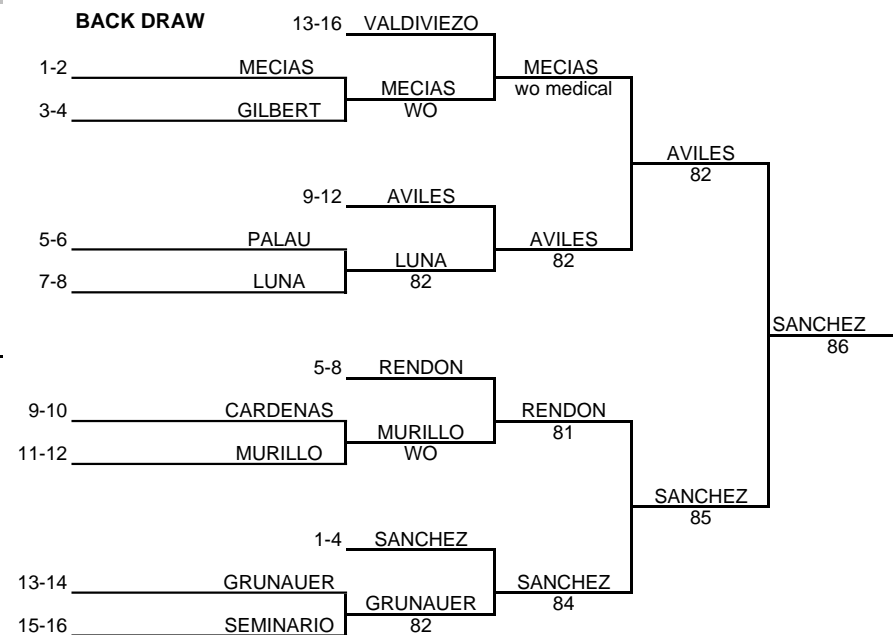 BACK DRAW
13-16 VALDIVIEZO
1-2 MECIAS MECIAS
MECIAS wo medical
3-4 GILBERT WO
AVILES
82
9-12 AVILES
5-6 PALAU AVILES
LUNA 82
7-8 LUNA 82
SANCHEZ
86
5-8 RENDON
9-10 CARDENAS RENDON
MURILLO 81
11-12 MURILLO WO
SANCHEZ
85
1-4 SANCHEZ
13-14 GRUNAUER SANCHEZ
GRUNAUER 84
15-16 SEMINARIO 82